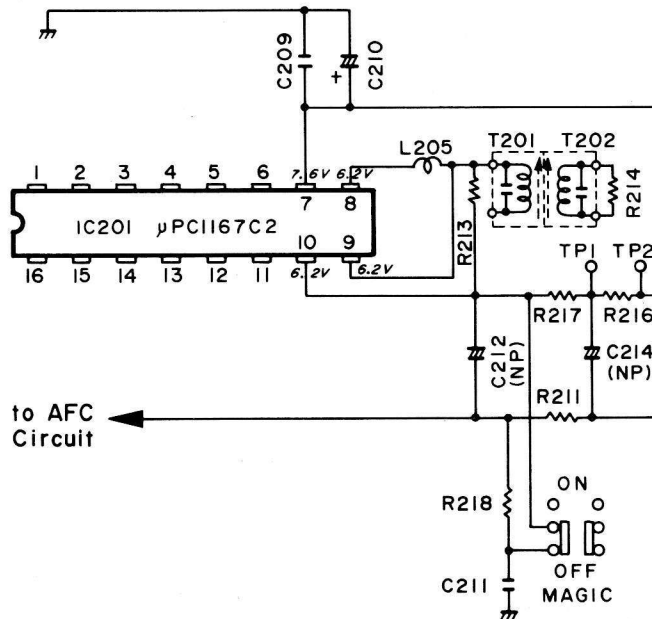 C209
+
C210
T201 T202
L205
R214
1 2 3 4 5 6 7.6V 6.2V
7 8
IC201 μPC1167C2
R213
10 9
16 15 14 13 12 11 6.2V 6.2V
TP1 TP2
R217 R216
C212
(NP)
C214
(NP)
R211
to AFC
Circuit
ON
R218
OFF
C211
MAGIC